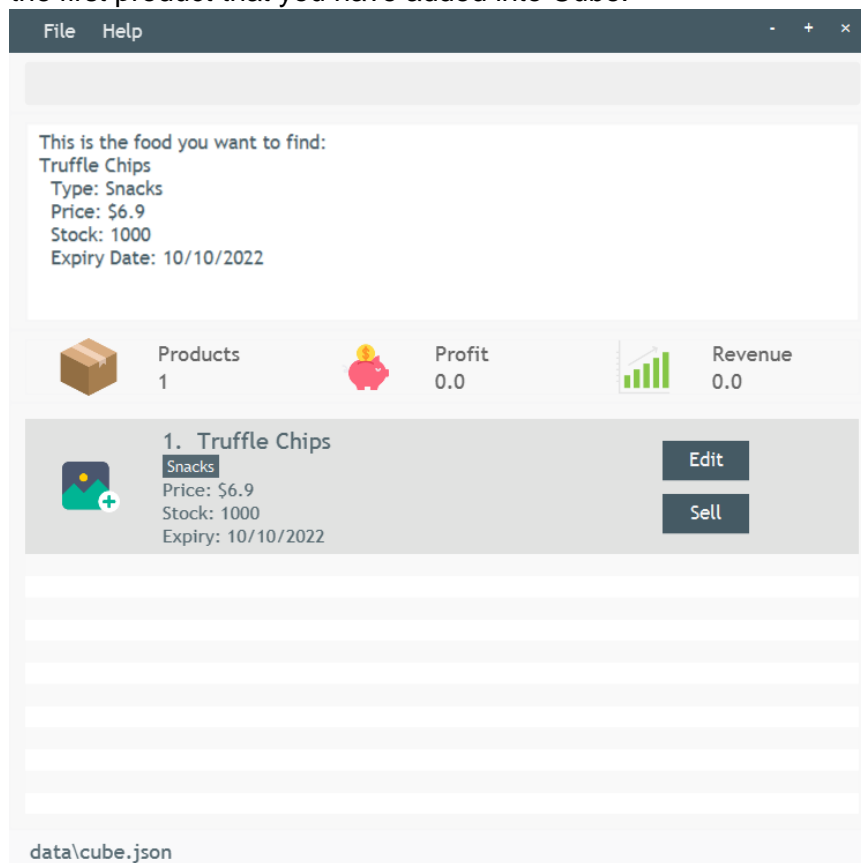 the first product that you have added into Cube.
File Help - + ×
This is the food you want to find:
Truffle Chips
Type: Snacks
Price: $6.9
Stock: 1000
Expiry Date: 10/10/2022
Products Profit Revenue
1 0.0 0.0
1. Truffle Chips
Snacks
Price: $6.9
Stock: 1000
Expiry: 10/10/2022
Edit
Sell
data\cube.json